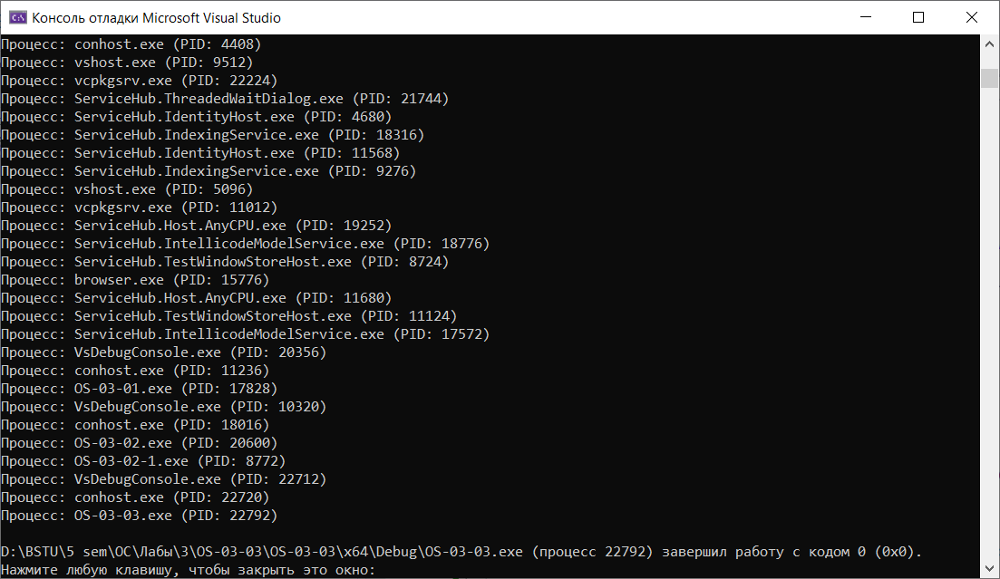 Консоль отладки Microsoft Visual Studio
Процесс: conhost.exe (PID: 4408)
Процесс: vshost.exe (PID: 9512)
Процесс: vcpkgsrv.exe (PID: 22224)
Процесс: ServiceHub.ThreadedWaitDialog.exe (PID: 21744)
Процесс: ServiceHub.IdentityHost.exe (PID: 4680)
Процесс: ServiceHub.IndexingService.exe (PID: 18316)
Процесс: ServiceHub.IdentityHost.exe (PID: 11568)
Процесс: ServiceHub.IndexingService.exe (PID: 9276)
Процесс: vshost.exe (PID: 5096)
Процесс: vcpkgsrv.exe (PID: 11012)
Процесс: ServiceHub.Host.AnyCPU.exe (PID: 19252)
Процесс: ServiceHub.IntellicodeModelService.exe (PID: 18776)
Процесс: ServiceHub.TestWindowStoreHost.exe (PID: 8724)
Процесс: browser.exe (PID: 15776)
Процесс: ServiceHub.Host.AnyCPU.exe (PID: 11680)
Процесс: ServiceHub.TestWindowStoreHost.exe (PID: 11124)
Процесс: ServiceHub.IntellicodeModelService.exe (PID: 17572)
Процесс: VsDebugConsole.exe (PID: 20356)
Процесс: conhost.exe (PID: 11236)
Процесс: OS-03-01.exe (PID: 17828)
Процесс: VsDebugConsole.exe (PID: 10320)
Процесс: conhost.exe (PID: 18016)
Процесс: OS-03-02.exe (PID: 20600)
Процесс: OS-03-02-1.exe (PID: 8772)
Процесс: VsDebugConsole.exe (PID: 22712)
Процесс: conhost.exe (PID: 22720)
Процесс: OS-03-03.exe (PID: 22792)
D:\BSTU\5 sem\ОС\Лабы\3\OS-03-03\OS-03-03\x64\Debug\OS-03-03.exe (процесс 22792) завершил работу с кодом 0 (0x0).
Нажмите любую клавишу, чтобы закрыть это окно: